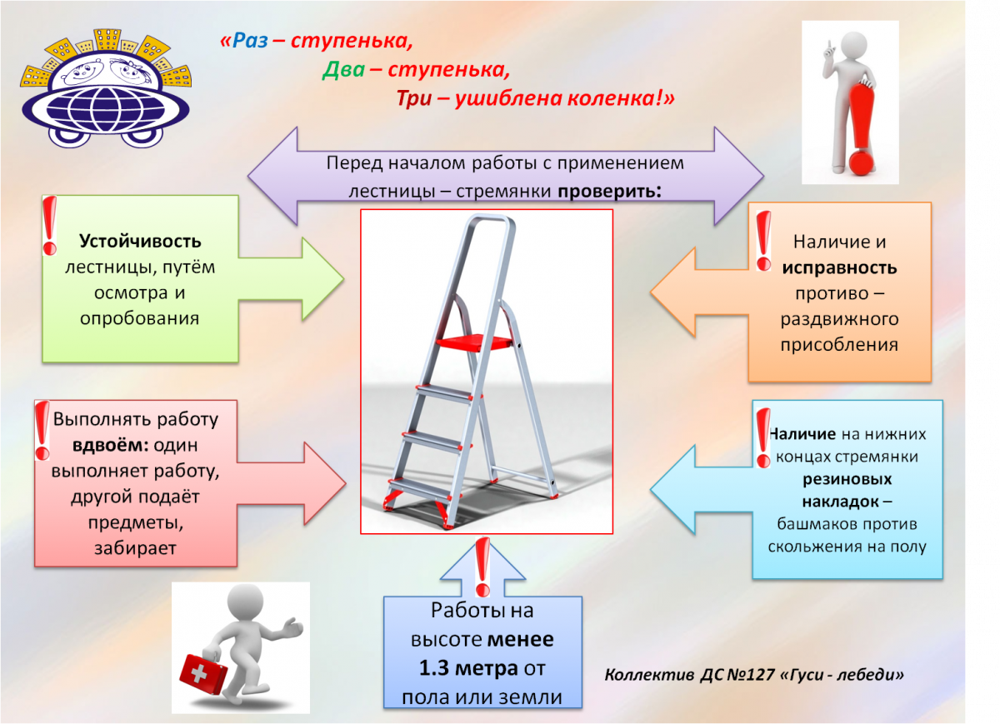 «Раз – ступенька,
Два – ступенька,
Три – ушиблена коленка!»
Перед началом работы с применением
лестницы – стремянки проверить:
Устойчивость
лестницы, путём
осмотра и
опробования
Наличие и
исправность
противо –
раздвижного
присобления
Выполнять работу
вдвоём: один
выполняет работу,
другой подаёт
предметы,
забирает
Наличие на нижних
концах стремянки
резиновых
накладок –
башмаков против
скольжения на полу
Работы на
высоте менее
1.3 метра от
пола или земли
Коллектив ДС №127 «Гуси - лебеди»